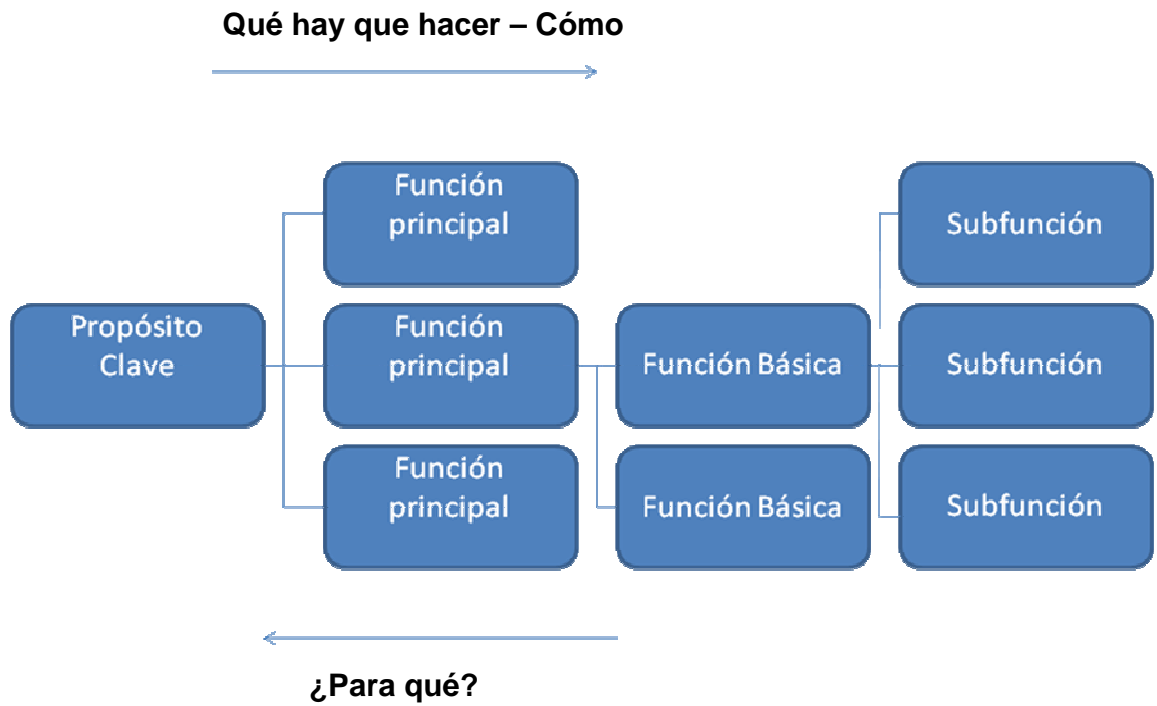 Qué hay que hacer – Cómo
Función
principal
Subfunción
Propósito
Clave
Función
principal
Función Básica
Subfunción
Función
principal
Función Básica
Subfunción
¿Para qué?